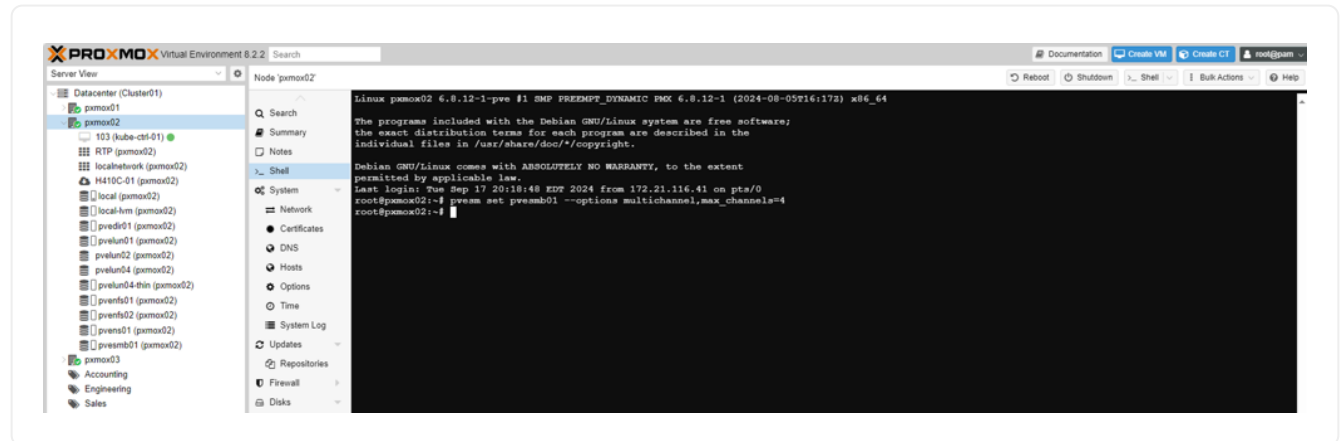 PROXMOX Virtual Environment 8.2.2 Search
Documentation Create VM Create CT root@pam
Server View
Node 'pxmox02'
Reboot Shutdown >_ Shell Bulk Actions Help
Datacenter (Cluster01)
pxmox01
pxmox02
103 (kube-ctrl-01)
RTP (pxmox02)
localnetwork (pxmox02)
H410C-01 (pxmox02)
local (pxmox02)
local-lvm (pxmox02)
pvedir01 (pxmox02)
pvelun01 (pxmox02)
pvelun02 (pxmox02)
pvelun04 (pxmox02)
pvelun04-thin (pxmox02)
pvenfs01 (pxmox02)
pvenfs02 (pxmox02)
pvens01 (pxmox02)
pvesmb01 (pxmox02)
pxmox03
Accounting
Engineering
Sales
Search
Summary
Notes
>_ Shell
System
Network
Certificates
DNS
Hosts
Options
Time
System Log
Updates
Repositories
Firewall
Disks
Linux pxmox02 6.8.12-1-pve #1 SMP PREEMPT_DYNAMIC PMX 6.8.12-1 (2024-08-05T16:17Z) x86_64
The programs included with the Debian GNU/Linux system are free software;
the exact distribution terms for each program are described in the
individual files in /usr/share/doc/*/copyright.
Debian GNU/Linux comes with ABSOLUTELY NO WARRANTY, to the extent
permitted by applicable law.
Last login: Tue Sep 17 20:18:48 EDT 2024 from 172.21.116.41 on pts/0
root@pxmox02:~# pvesm set pvesmb01 --options multichannel,max_channels=4
root@pxmox02:~#